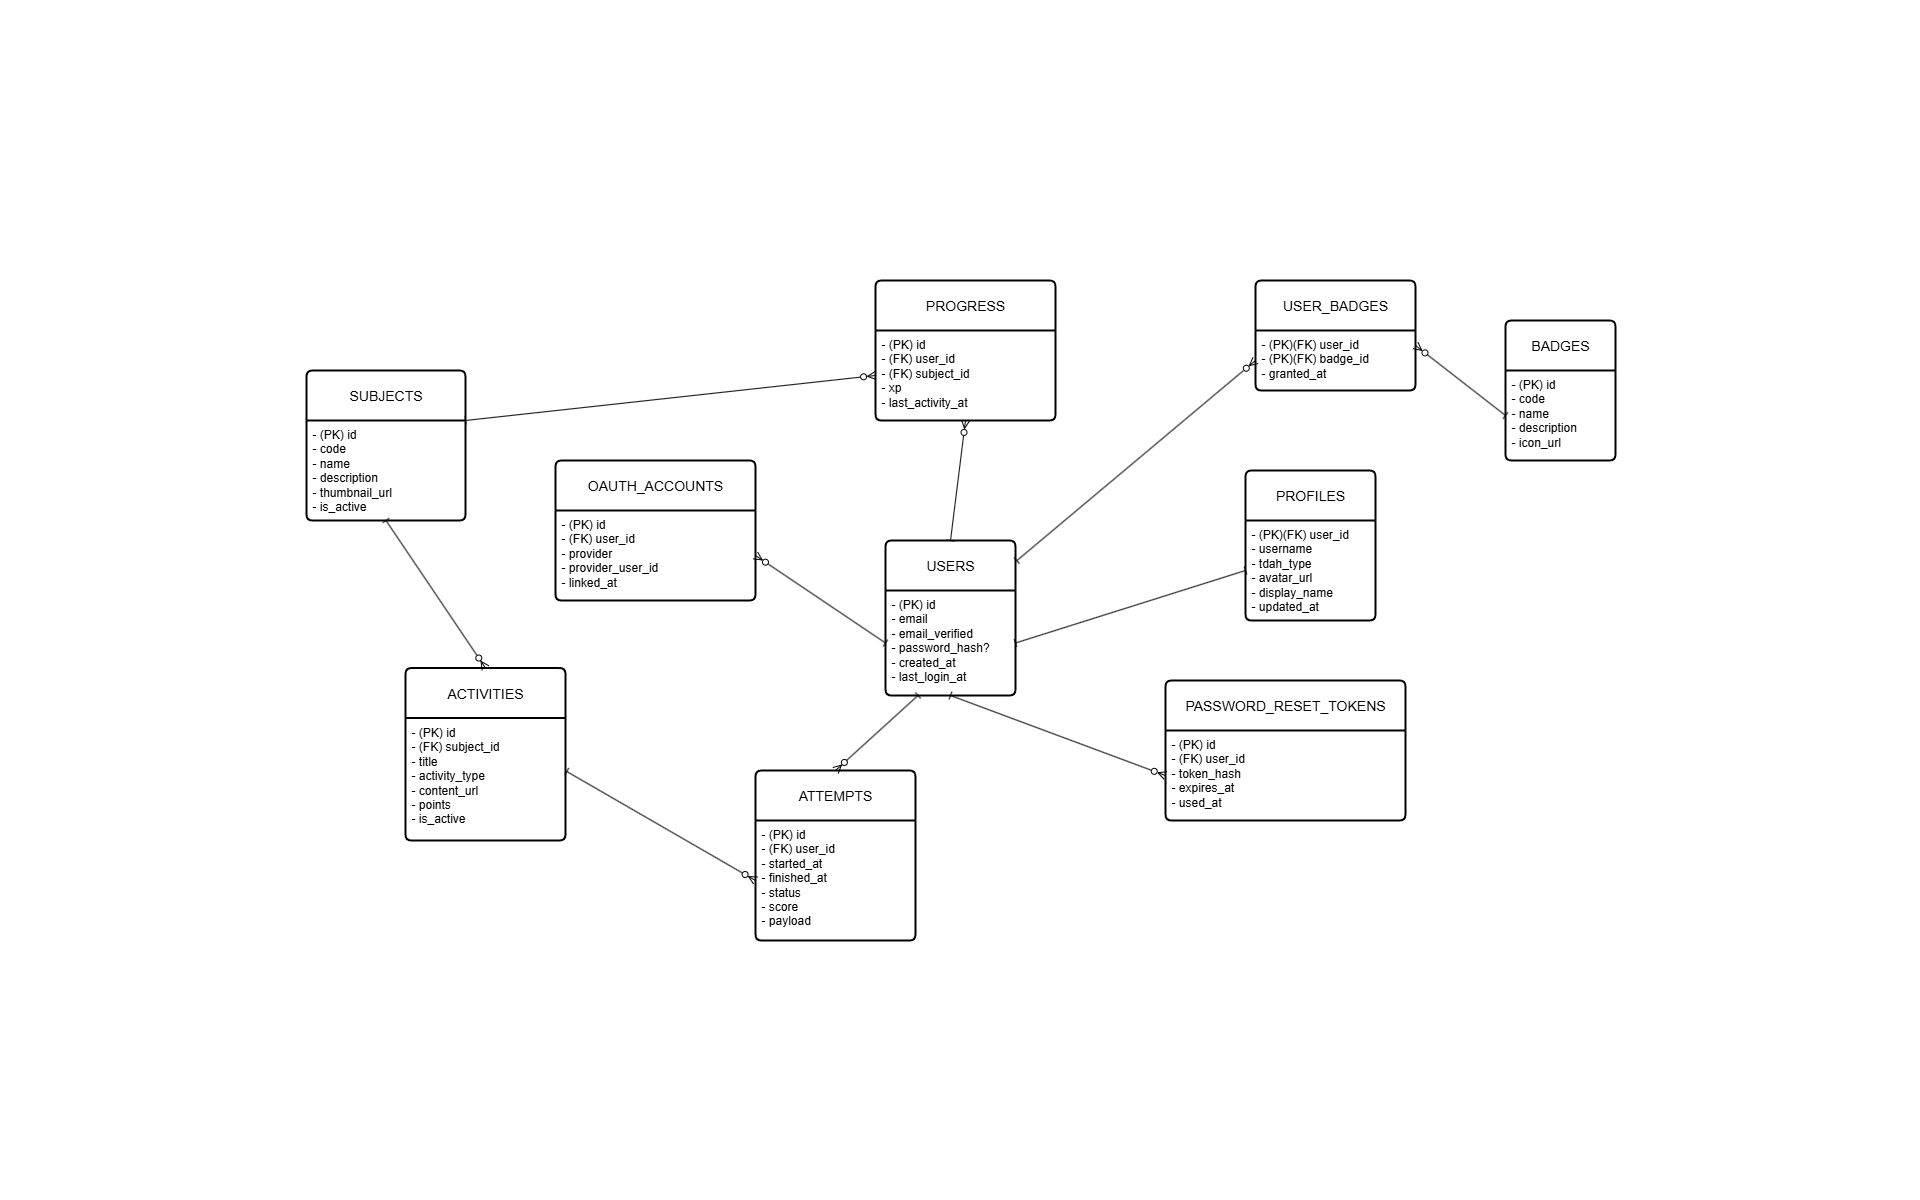 PROGRESS
- (PK) id
- (FK) user_id
- (FK) subject_id
- xp
- last_activity_at
USER_BADGES
- (PK)(FK) user_id
- (PK)(FK) badge_id
- granted_at
BADGES
- (PK) id
- code
- name
- description
- icon_url
SUBJECTS
- (PK) id
- code
- name
- description
- thumbnail_url
- is_active
OAUTH_ACCOUNTS
- (PK) id
- (FK) user_id
- provider
- provider_user_id
- linked_at
USERS
- (PK) id
- email
- email_verified
- password_hash?
- created_at
- last_login_at
PROFILES
- (PK)(FK) user_id
- username
- tdah_type
- avatar_url
- display_name
- updated_at
ACTIVITIES
- (PK) id
- (FK) subject_id
- title
- activity_type
- content_url
- points
- is_active
ATTEMPTS
- (PK) id
- (FK) user_id
- started_at
- finished_at
- status
- score
- payload
PASSWORD_RESET_TOKENS
- (PK) id
- (FK) user_id
- token_hash
- expires_at
- used_at